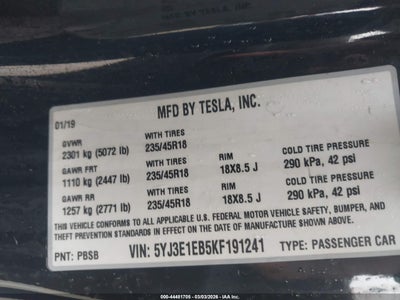 MFD BY TESLA, INC.
01/19
GVWR
2301 kg (5072 lb)
WITH TIRES
235/45R18
GAWR FRT
1110 kg (2447 lb)
WITH TIRES
235/45R18
RIM
18X8.5 J
COLD TIRE PRESSURE
290 kPa, 42 psi
GAWR RR
1257 kg (2771 lb)
WITH TIRES
235/45R18
RIM
18X8.5 J
COLD TIRE PRESSURE
290 kPa, 42 psi
THIS VEHICLE CONFORMS TO ALL APPLICABLE FEDERAL MOTOR VEHICLE SAFETY, BUMPER, AND
THEFT PREVENTION STANDARDS IN EFFECT ON THE DATE OF MANUFACTURE SHOWN ABOVE.
PNT: PBSB
VIN: 5YJ3E1EB5KF191241
TYPE: PASSENGER CAR
000-44401705 - 03/03/2026 - COPART